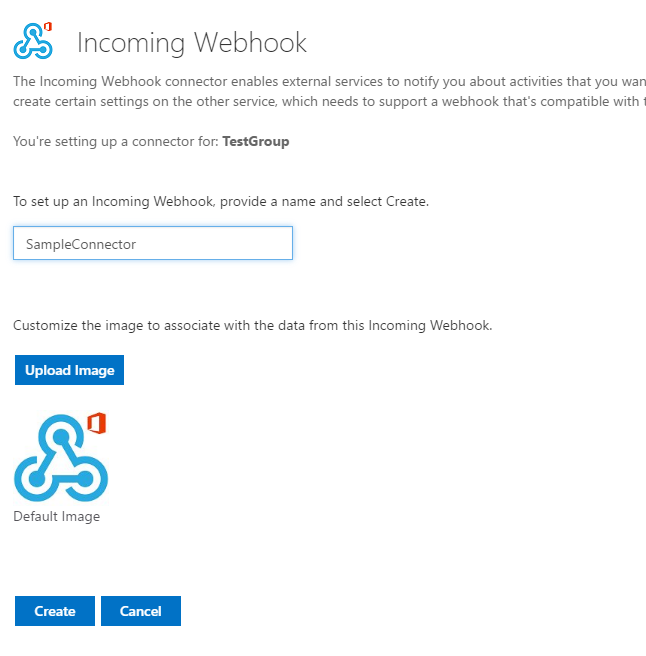 Incoming Webhook
The Incoming Webhook connector enables external services to notify you about activities that you wan
create certain settings on the other service, which needs to support a webhook that's compatible with
You're setting up a connector for: TestGroup
To set up an Incoming Webhook, provide a name and select Create.
SampleConnector
Customize the image to associate with the data from this Incoming Webhook.
Upload Image
Default Image
Create Cancel